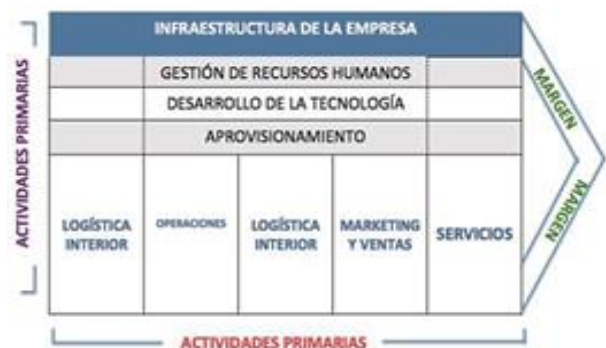 INFRAESTRUCTURA DE LA EMPRESA
GESTIÓN DE RECURSOS HUMANOS
DESARROLLO DE LA TECNOLOGÍA
APROVISIONAMIENTO
ACTIVIDADES PRIMARIAS
LOGÍSTICA
INTERIOR
OPERACIONES
LOGÍSTICA
INTERIOR
MARKETING
Y VENTAS
SERVICIOS
MARGEN
MARGEN
ACTIVIDADES PRIMARIAS